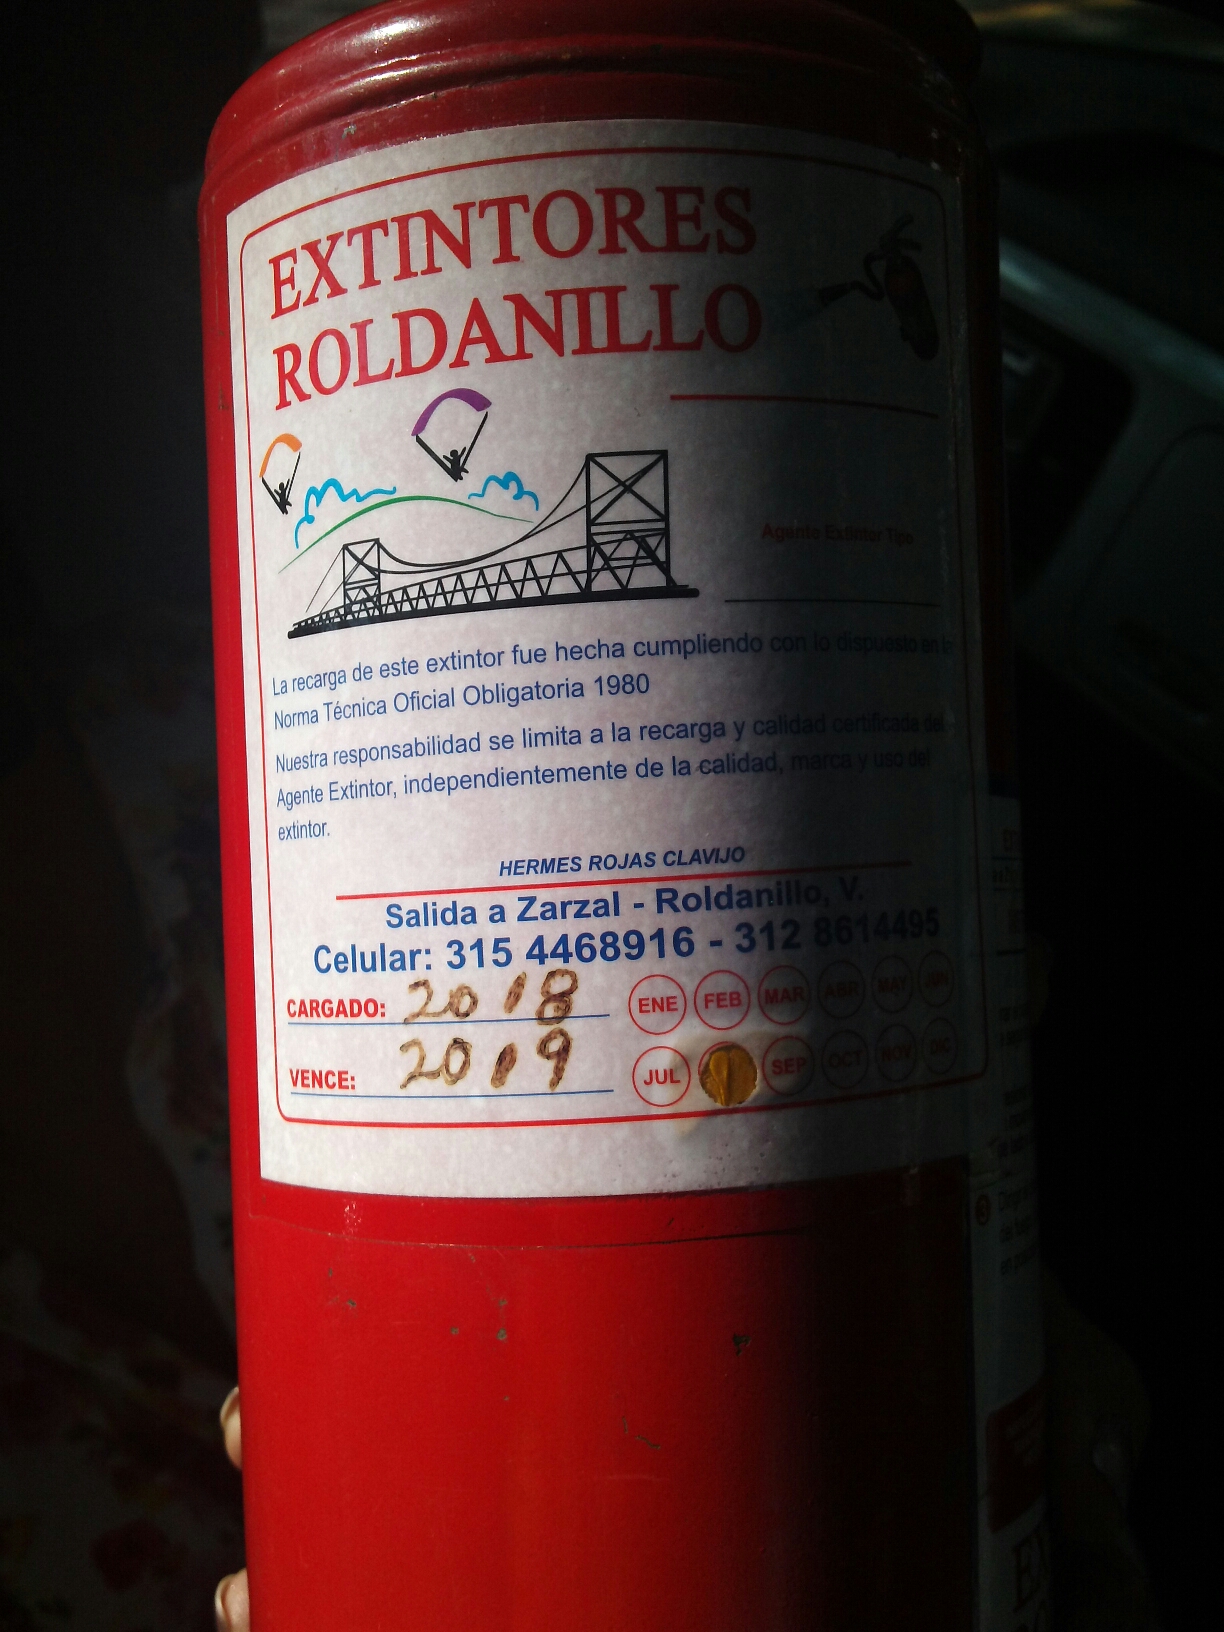 EXTINTORES
ROLDANILLO
Agente Extintor Tipo
La recarga de este extintor fue hecha cumpliendo con lo dispuesto en la
Norma Técnica Oficial Obligatoria 1980
Nuestra responsabilidad se limita a la recarga y calidad certificada del
Agente Extintor, independientemente de la calidad, marca y uso del
extintor.
HERMES ROJAS CLAVIJO
Salida a Zarzal - Roldanillo, V.
Celular: 315 4468916 - 312 8614495
CARGADO: 2018 ENE FEB MAR ABR MAY JUN
VENCE: 2019 JUL SEP OCT NOV DIC